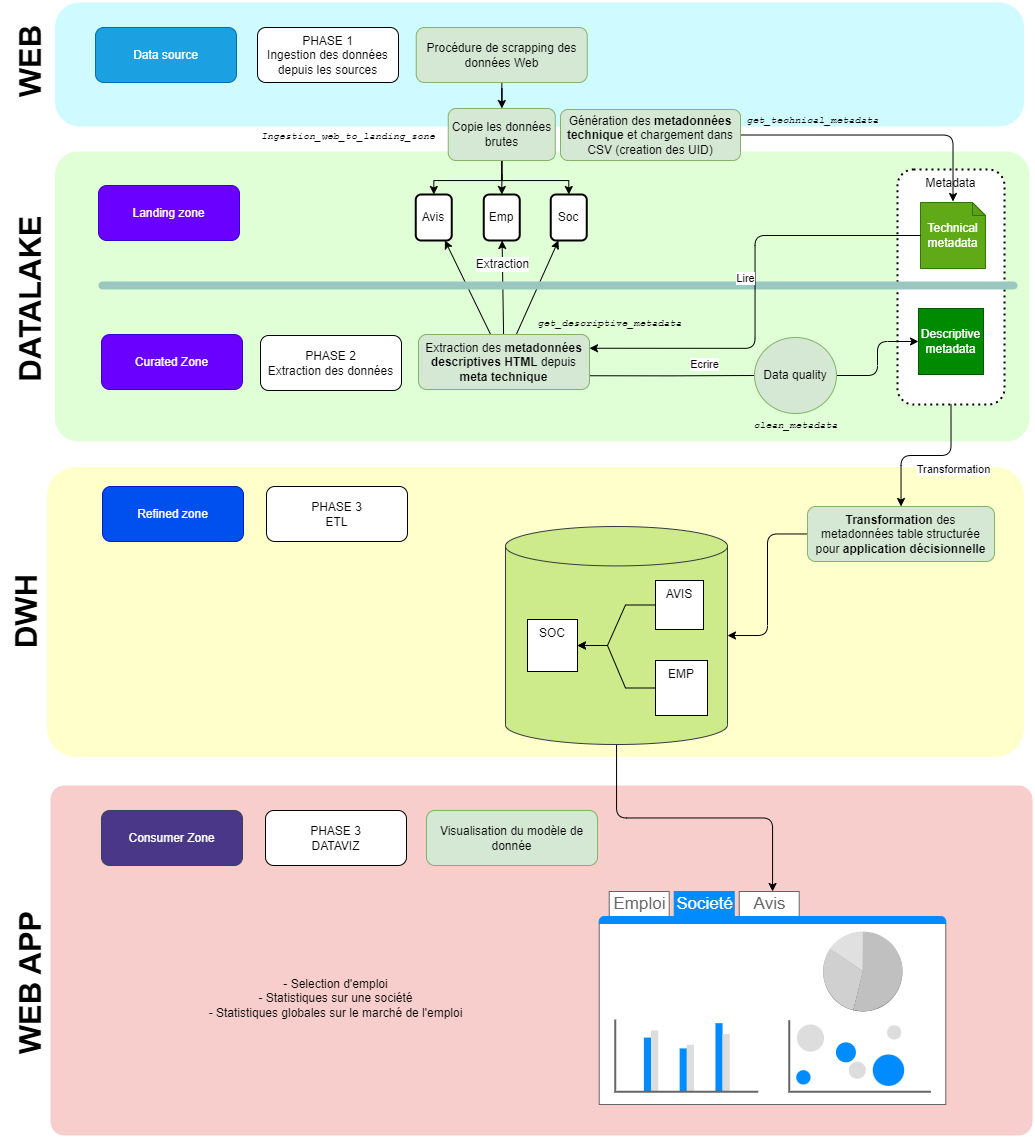 WEB
Data source
PHASE 1
Ingestion des données
depuis les sources
Procédure de scrapping des
données Web
Ingestion_web_to_landing_zone
Copie les données
brutes
Génération des metadonnées
technique et chargement dans
CSV (creation des UID)
get_technical_metadata
DATALAKE
Landing zone
Avis
Emp
Soc
Metadata
Technical
metadata
Extraction
Lire
Curated Zone
PHASE 2
Extraction des données
get_descriptive_metadata
Extraction des metadonnées
descriptives HTML depuis
meta technique
Ecrire
Data quality
clean_metadata
Descriptive
metadata
Transformation
DWH
Refined zone
PHASE 3
ETL
Transformation des
metadonnées table structurée
pour application décisionnelle
SOC
AVIS
EMP
WEB APP
Consumer Zone
PHASE 3
DATAVIZ
Visualisation du modèle de
donnée
Emploi
Societé
Avis
- Selection d'emploi
- Statistiques sur une société
- Statistiques globales sur le marché de l'emploi